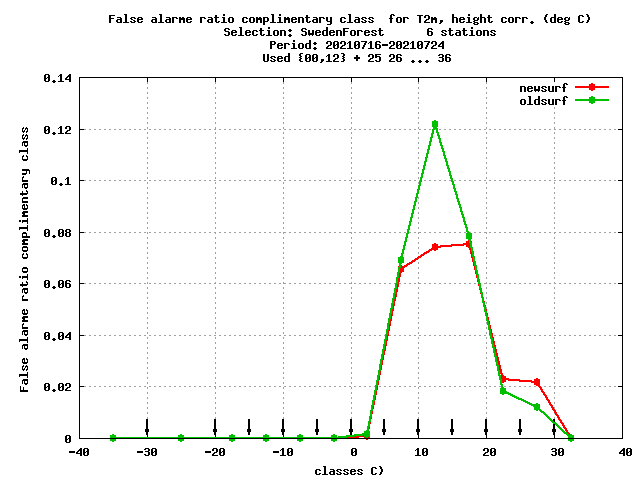 False alarme ratio complimentary class  for T2m, height corr. (deg C)
Selection: SwedenForest      6 stations
Period: 20210716-20210724
Used {00,12} + 25 26 ... 36
0.14
0.12
0.1
0.08
0.06
0.04
0.02
0
False alarme ratio complimentary class
newsurf
oldsurf
-40 -30 -20 -10 0 10 20 30 40
classes C)